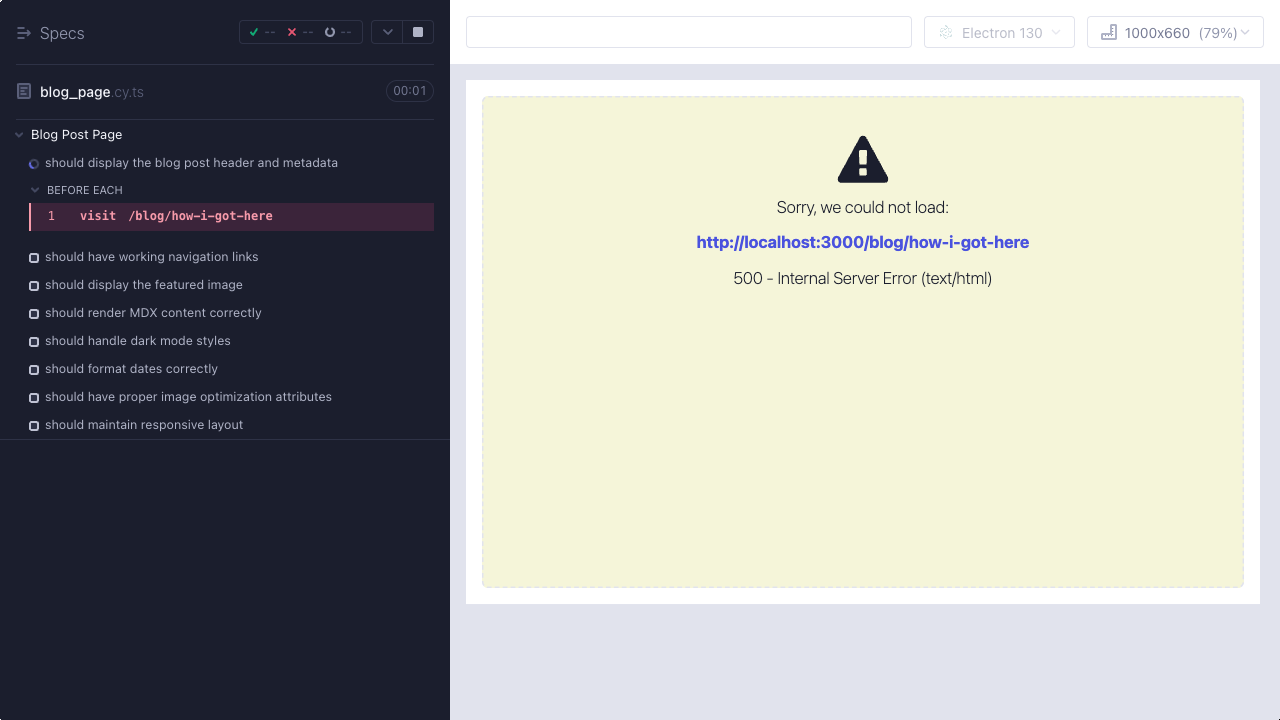 Specs
-- -- --
blog_page.cy.ts
00:01
Blog Post Page
should display the blog post header and metadata
BEFORE EACH
1 visit /blog/how-i-got-here
should have working navigation links
should display the featured image
should render MDX content correctly
should handle dark mode styles
should format dates correctly
should have proper image optimization attributes
should maintain responsive layout
Electron 130
1000x660 (79%)
Sorry, we could not load:
http://localhost:3000/blog/how-i-got-here
500 - Internal Server Error (text/html)